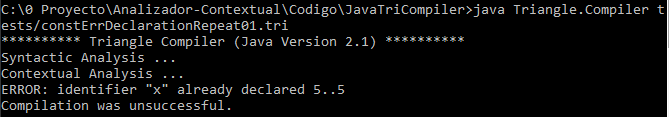 C:\0 Proyecto\Analizador-Contextual\Codigo\JavaTriCompiler>java Triangle.Compiler t
ests/constErrDeclarationRepeat01.tri
********** Triangle Compiler (Java Version 2.1) **********
Syntactic Analysis ...
Contextual Analysis ...
ERROR: identifier "x" already declared 5..5
Compilation was unsuccessful.